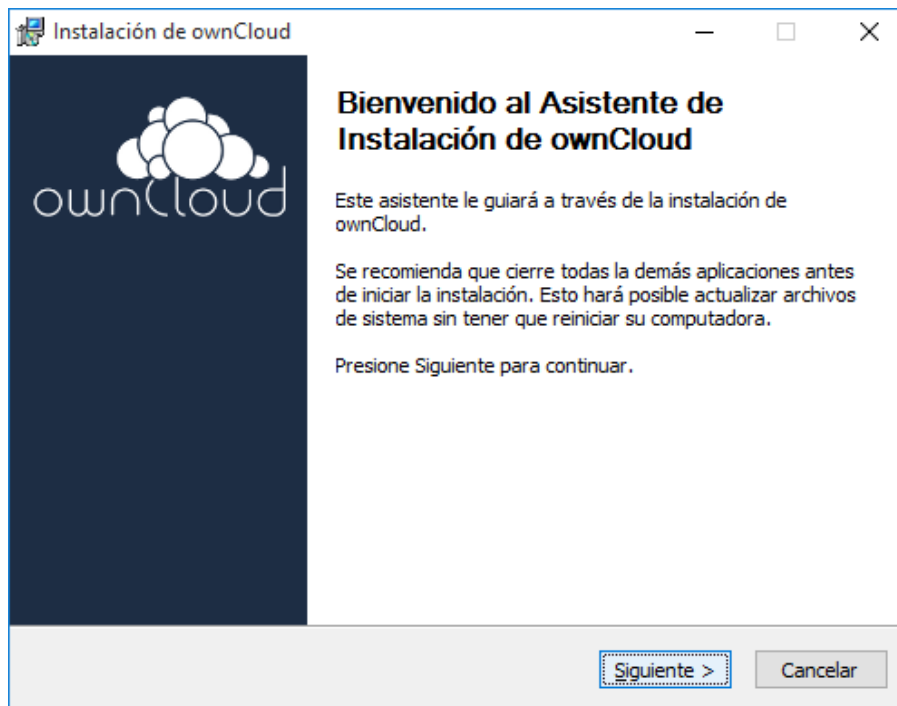 Instalación de ownCloud
ownCloud
Bienvenido al Asistente de
Instalación de ownCloud
Este asistente le guiará a través de la instalación de
ownCloud.
Se recomienda que cierre todas la demás aplicaciones antes
de iniciar la instalación. Esto hará posible actualizar archivos
de sistema sin tener que reiniciar su computadora.
Presione Siguiente para continuar.
Siguiente >
Cancelar